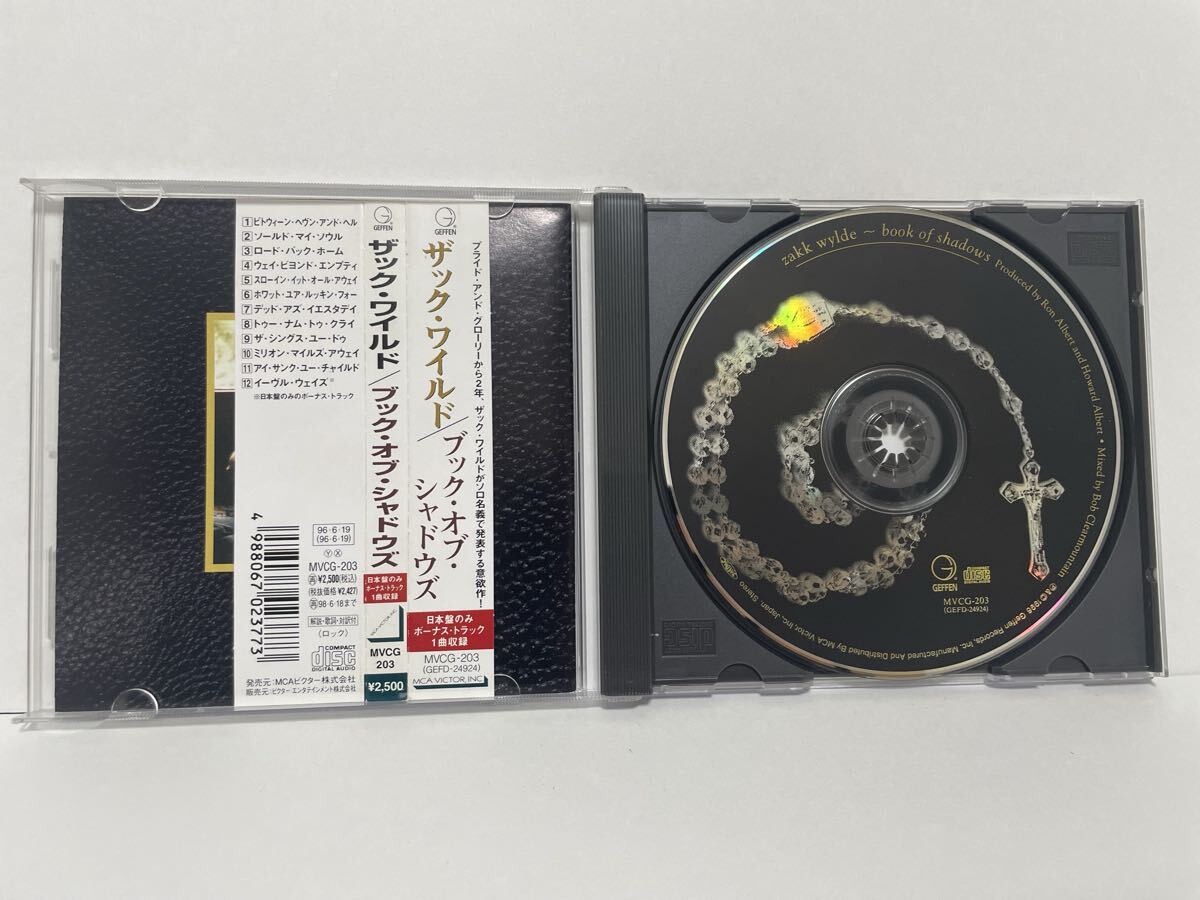 1 ビトウィーン・ヘヴン・アンド・ヘル
2 ソールド・マイ・ソウル
3 ロード・バック・ホーム
4 ウェイ・ビヨンド・エンプティ
5 スローイン・イット・オール・アウェイ
6 ホワット・ユア・ルッキン・フォー
7 デッド・アズ・イエスタデイ
8 トゥー・ナム・トゥ・クライ
9 ザ・シングス・ユー・ドゥ
10 ミリオン・マイルズ・アウェイ
11 アイ・サンク・ユー・チャイルド
12 イーヴル・ウェイズ※
※日本盤のみのボーナス・トラック
4 988067 023773
96・6・19
(96・6・19)
Ⓨ Ⓧ
MVCG-203
㊢¥2,500(税込)
(税抜価格 ¥2,427)
㊢98・6・18まで
解説・歌詞・対訳付
(ロック)
COMPACT
disc
DIGITAL AUDIO
発売元：MCAビクター株式会社
販売元：ビクター エンタテインメント株式会社
GEFFEN
ザック・ワイルド/ブック・オブ・シャドウズ
日本盤のみ
ボーナス・トラック
1曲収録
MCA VICTOR, INC.
MVCG
203
¥2,500
GEFFEN
プライド・アンド・グローリーから2年、ザック・ワイルドがソロ名義で発表する意欲作！
ザック・ワイルド/ブック・オブ・
シャドウズ
日本盤のみ
ボーナス・トラック
1曲収録
MVCG-203
(GEFD-24924)
MCA VICTOR, INC.
zakk wylde ~ book of shadows
Produced by Ron Albert and Howard Albert • Mixed by Bob Clearmountain
GEFFEN
COMPACT
disc
DIGITAL AUDIO
MVCG-203
(GEFD-24924)
℗&© 1996 Geffen Records, Inc. Manufactured And Distributed By MCA Victor Inc. Japan Stereo